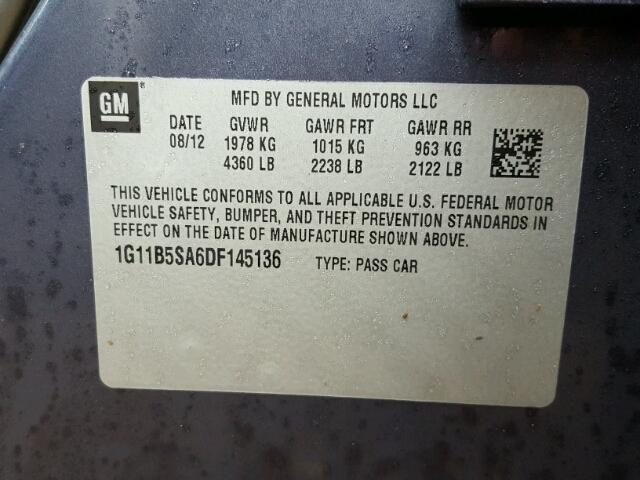 GM ® MFD BY GENERAL MOTORS LLC
DATE GVWR GAWR FRT GAWR RR
08/12 1978 KG 1015 KG 963 KG
4360 LB 2238 LB 2122 LB
THIS VEHICLE CONFORMS TO ALL APPLICABLE U.S. FEDERAL MOTOR
VEHICLE SAFETY, BUMPER, AND THEFT PREVENTION STANDARDS IN
EFFECT ON THE DATE OF MANUFACTURE SHOWN ABOVE.
1G11B5SA6DF145136 TYPE: PASS CAR